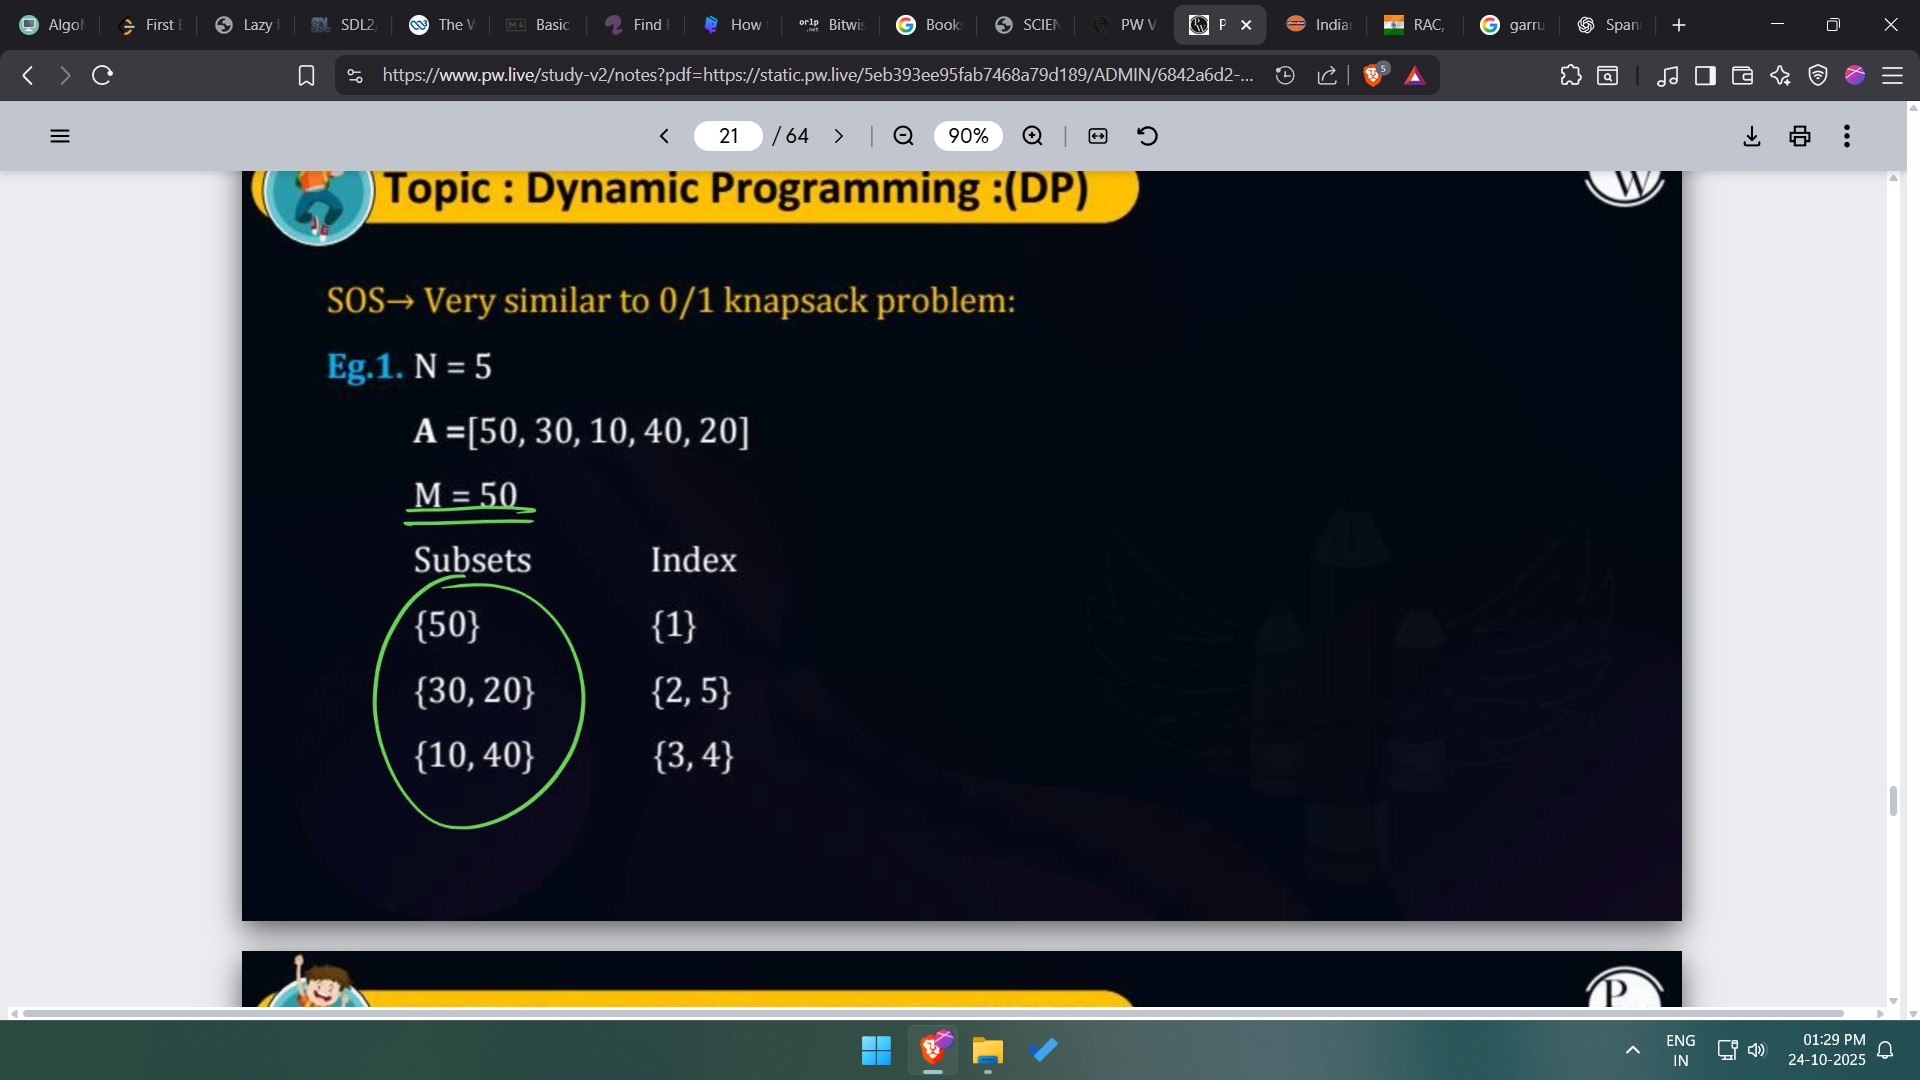 Algo
First
Lazy
SDL2
The
Basic
Find
How
Bitwis
Book
SCIEN
PW V
P
Indian
RAC,
garru
Span
https://www.pw.live/study-v2/notes?pdf=https://static.pw.live/5eb393ee95fab7468a79d189/ADMIN/6842a6d2-...
5
21 / 64
90%
Topic : Dynamic Programming :(DP)
W
SOS→ Very similar to 0/1 knapsack problem:
Eg.1. N = 5
A =[50, 30, 10, 40, 20]
M = 50
Subsets Index
{50} {1}
{30, 20} {2, 5}
{10, 40} {3, 4}
P
ENG
IN
01:29 PM
24-10-2025